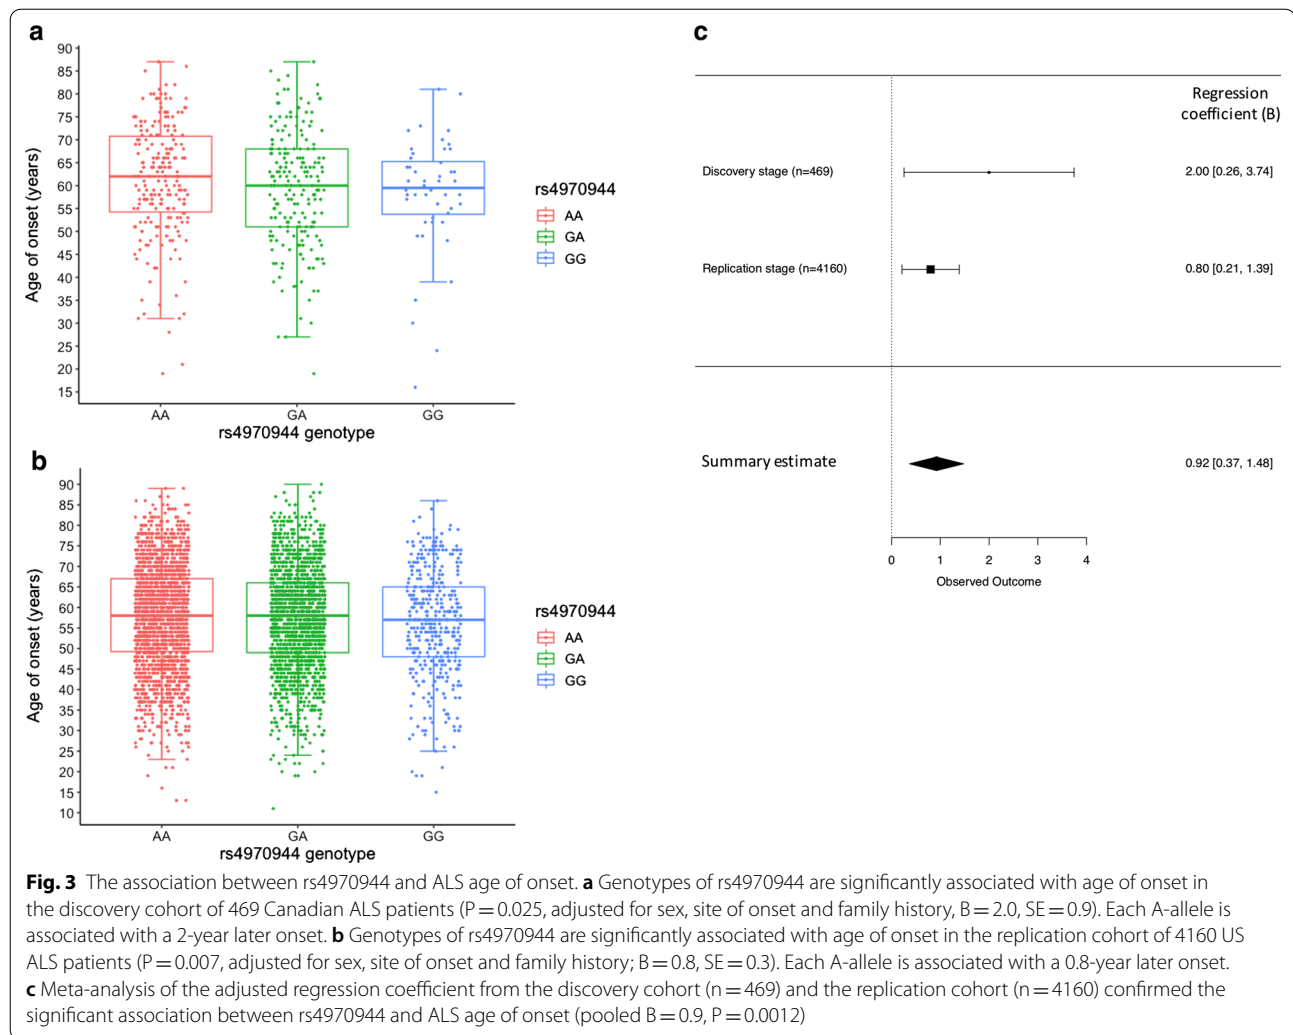 a
90
85
80
75
70
65
60
55
50
45
40
35
30
25
20
15
Age of onset (years)
AA
GA
GG
rs4970944 genotype
rs4970944
AA
GA
GG
b
90
85
80
75
70
65
60
55
50
45
40
35
30
25
20
15
10
Age of onset (years)
AA
GA
GG
rs4970944 genotype
rs4970944
AA
GA
GG
c
Regression
coefficient (B)
Discovery stage (n=469) 2.00 [0.26, 3.74]
Replication stage (n=4160) 0.80 [0.21, 1.39]
Summary estimate 0.92 [0.37, 1.48]
0 1 2 3 4
Observed Outcome
Fig. 3 The association between rs4970944 and ALS age of onset. a Genotypes of rs4970944 are significantly associated with age of onset in
the discovery cohort of 469 Canadian ALS patients (P = 0.025, adjusted for sex, site of onset and family history, B = 2.0, SE = 0.9). Each A-allele is
associated with a 2-year later onset. b Genotypes of rs4970944 are significantly associated with age of onset in the replication cohort of 4160 US
ALS patients (P = 0.007, adjusted for sex, site of onset and family history; B = 0.8, SE = 0.3). Each A-allele is associated with a 0.8-year later onset.
c Meta-analysis of the adjusted regression coefficient from the discovery cohort (n = 469) and the replication cohort (n = 4160) confirmed the
significant association between rs4970944 and ALS age of onset (pooled B = 0.9, P = 0.0012)